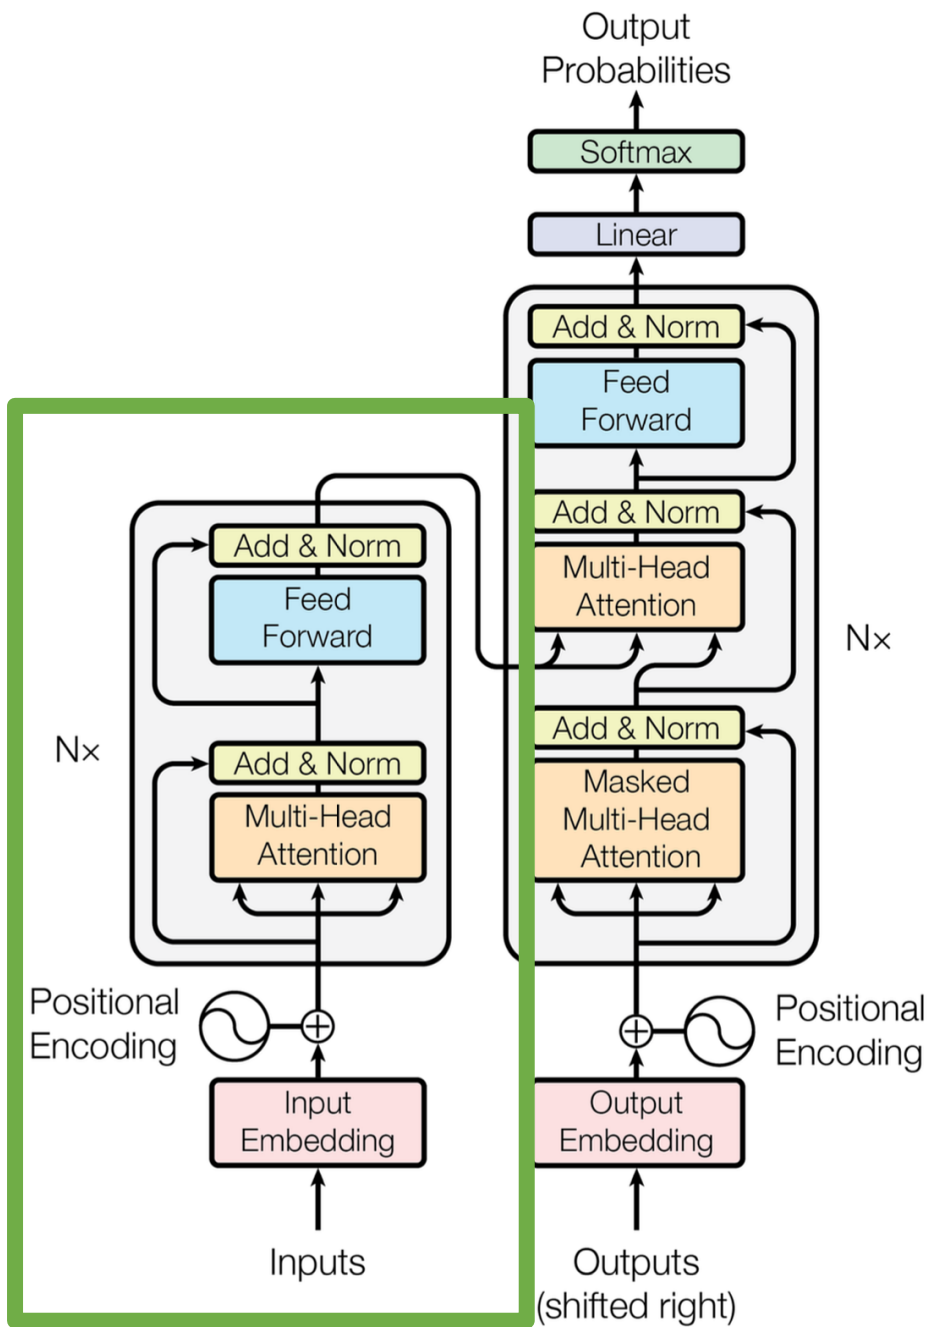 Output
Probabilities
Softmax
Linear
Add & Norm
Feed
Forward
Add & Norm
Multi-Head
Attention
Nx
Add & Norm
Masked
Multi-Head
Attention
Positional
Encoding
Output
Embedding
Outputs
(shifted right)
Add & Norm
Feed
Forward
Nx
Add & Norm
Multi-Head
Attention
Positional
Encoding
Input
Embedding
Inputs